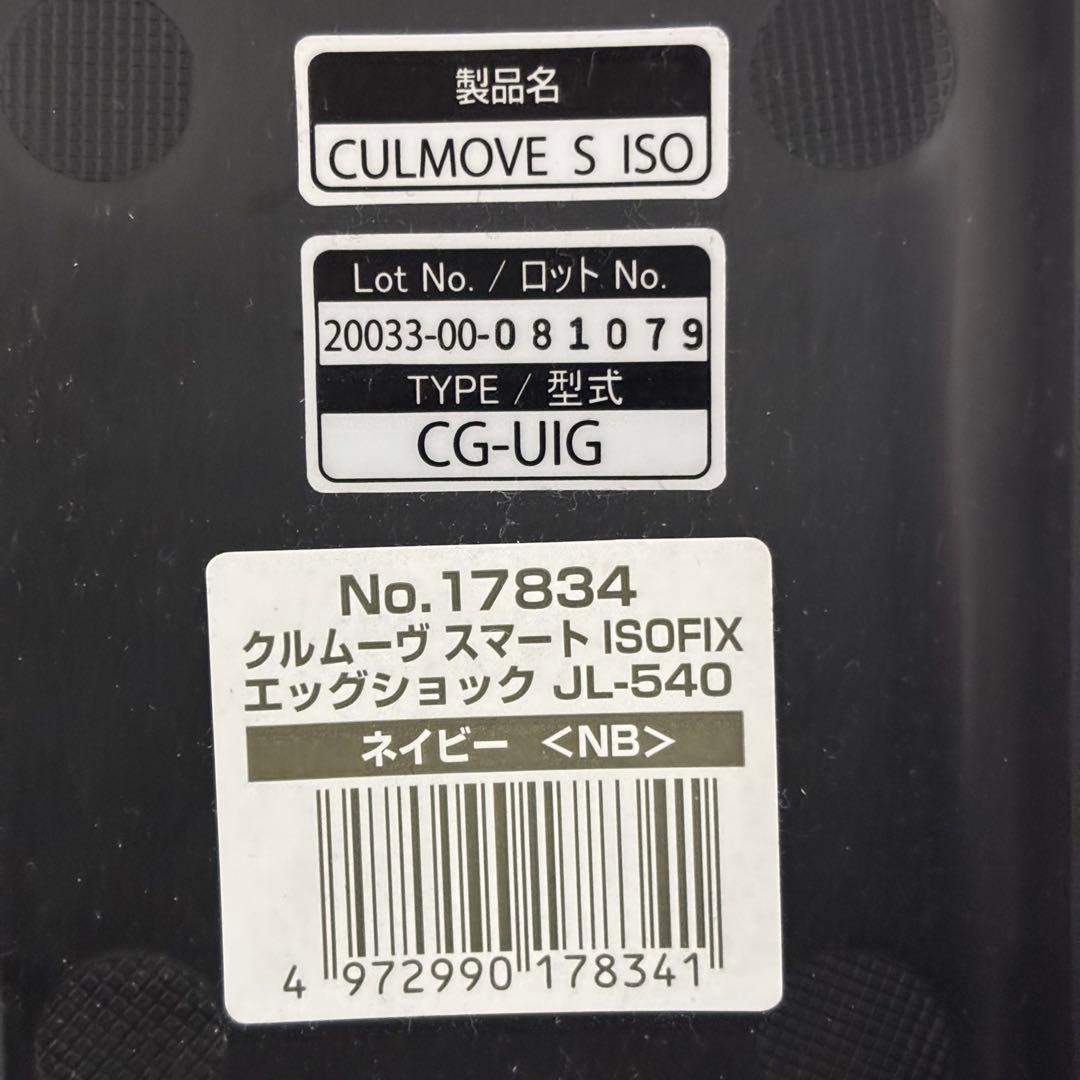 製品名
CULMOVE S ISO
Lot No. / ロット No.
20033-00-081079
TYPE / 型式
CG-UIG
No.17834
クルムーヴ スマート ISOFIX
エッグショック JL-540
ネイビー <NB>
4 972990 178341